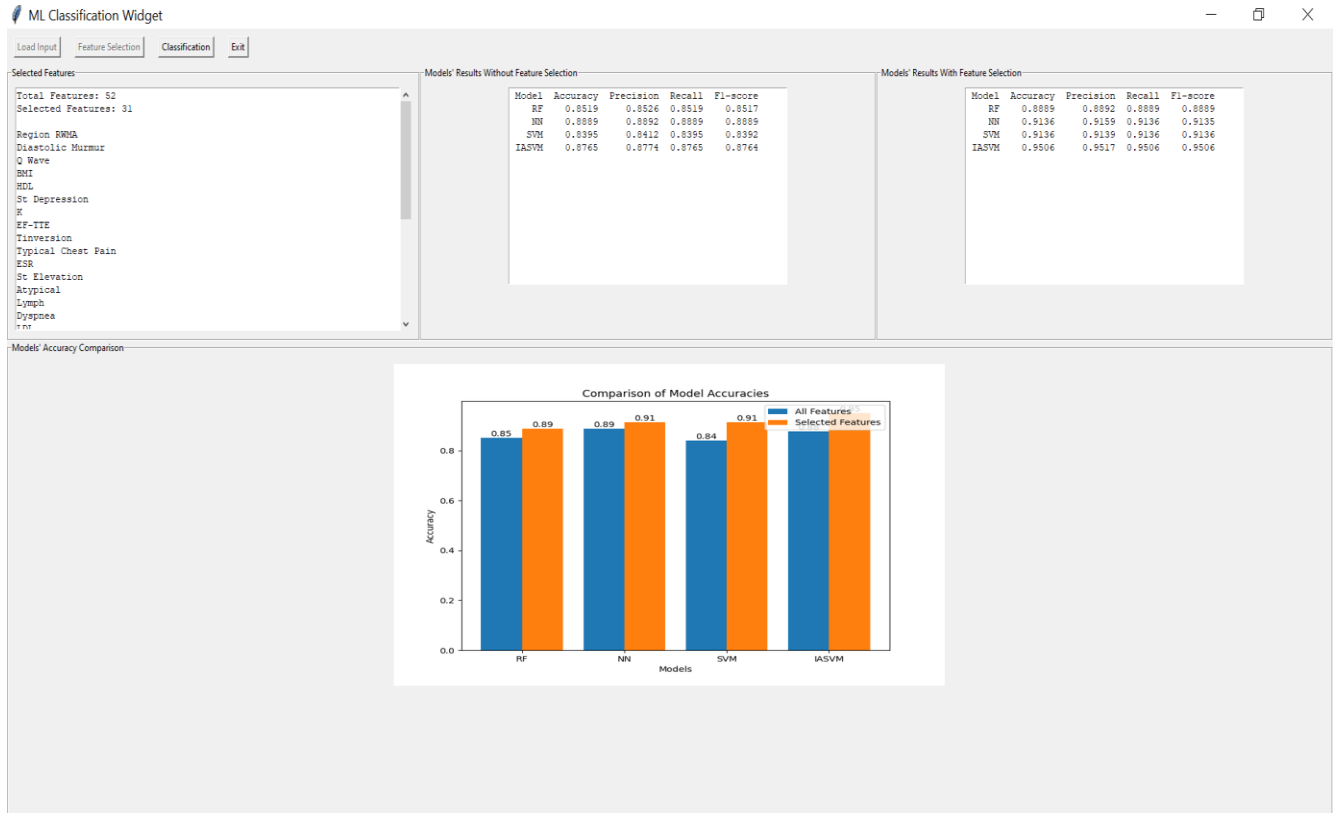 ML Classification Widget
Load Input Feature Selection Classification Exit
Selected Features
Total Features: 52
Selected Features: 31
Region RWMA
Diastolic Murmur
Q Wave
BMI
HDL
St Depression
K
EF-TTE
Tinversion
Typical Chest Pain
ESR
St Elevation
Atypical
Lymph
Dyspnea
Models' Results Without Feature Selection
Model Accuracy Precision Recall F1-score
RF 0.8519 0.8526 0.8519 0.8517
NN 0.8889 0.8892 0.8889 0.8889
SVM 0.8395 0.8412 0.8395 0.8392
IASVM 0.8765 0.8774 0.8765 0.8764
Models' Results With Feature Selection
Model Accuracy Precision Recall F1-score
RF 0.8889 0.8892 0.8889 0.8889
NN 0.9136 0.9159 0.9136 0.9135
SVM 0.9136 0.9139 0.9136 0.9136
IASVM 0.9506 0.9517 0.9506 0.9506
Models' Accuracy Comparison
Comparison of Model Accuracies
All Features
Selected Features
0.85 0.89 0.89 0.91 0.84 0.91
0.8
0.6
0.4
0.2
0.0
Accuracy
RF NN SVM IASVM
Models